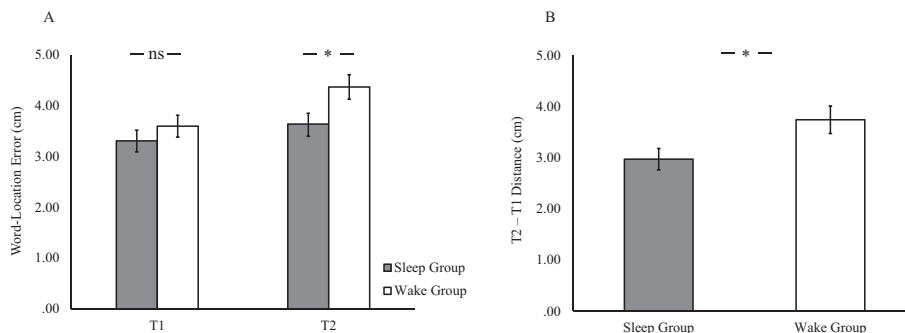 A
ns
*
5.00
4.00
3.00
2.00
1.00
.00
Word-Location Error (cm)
Sleep Group
Wake Group
T1
T2
B
*
5.00
4.00
3.00
2.00
1.00
.00
T2 – T1 Distance (cm)
Sleep Group
Wake Group